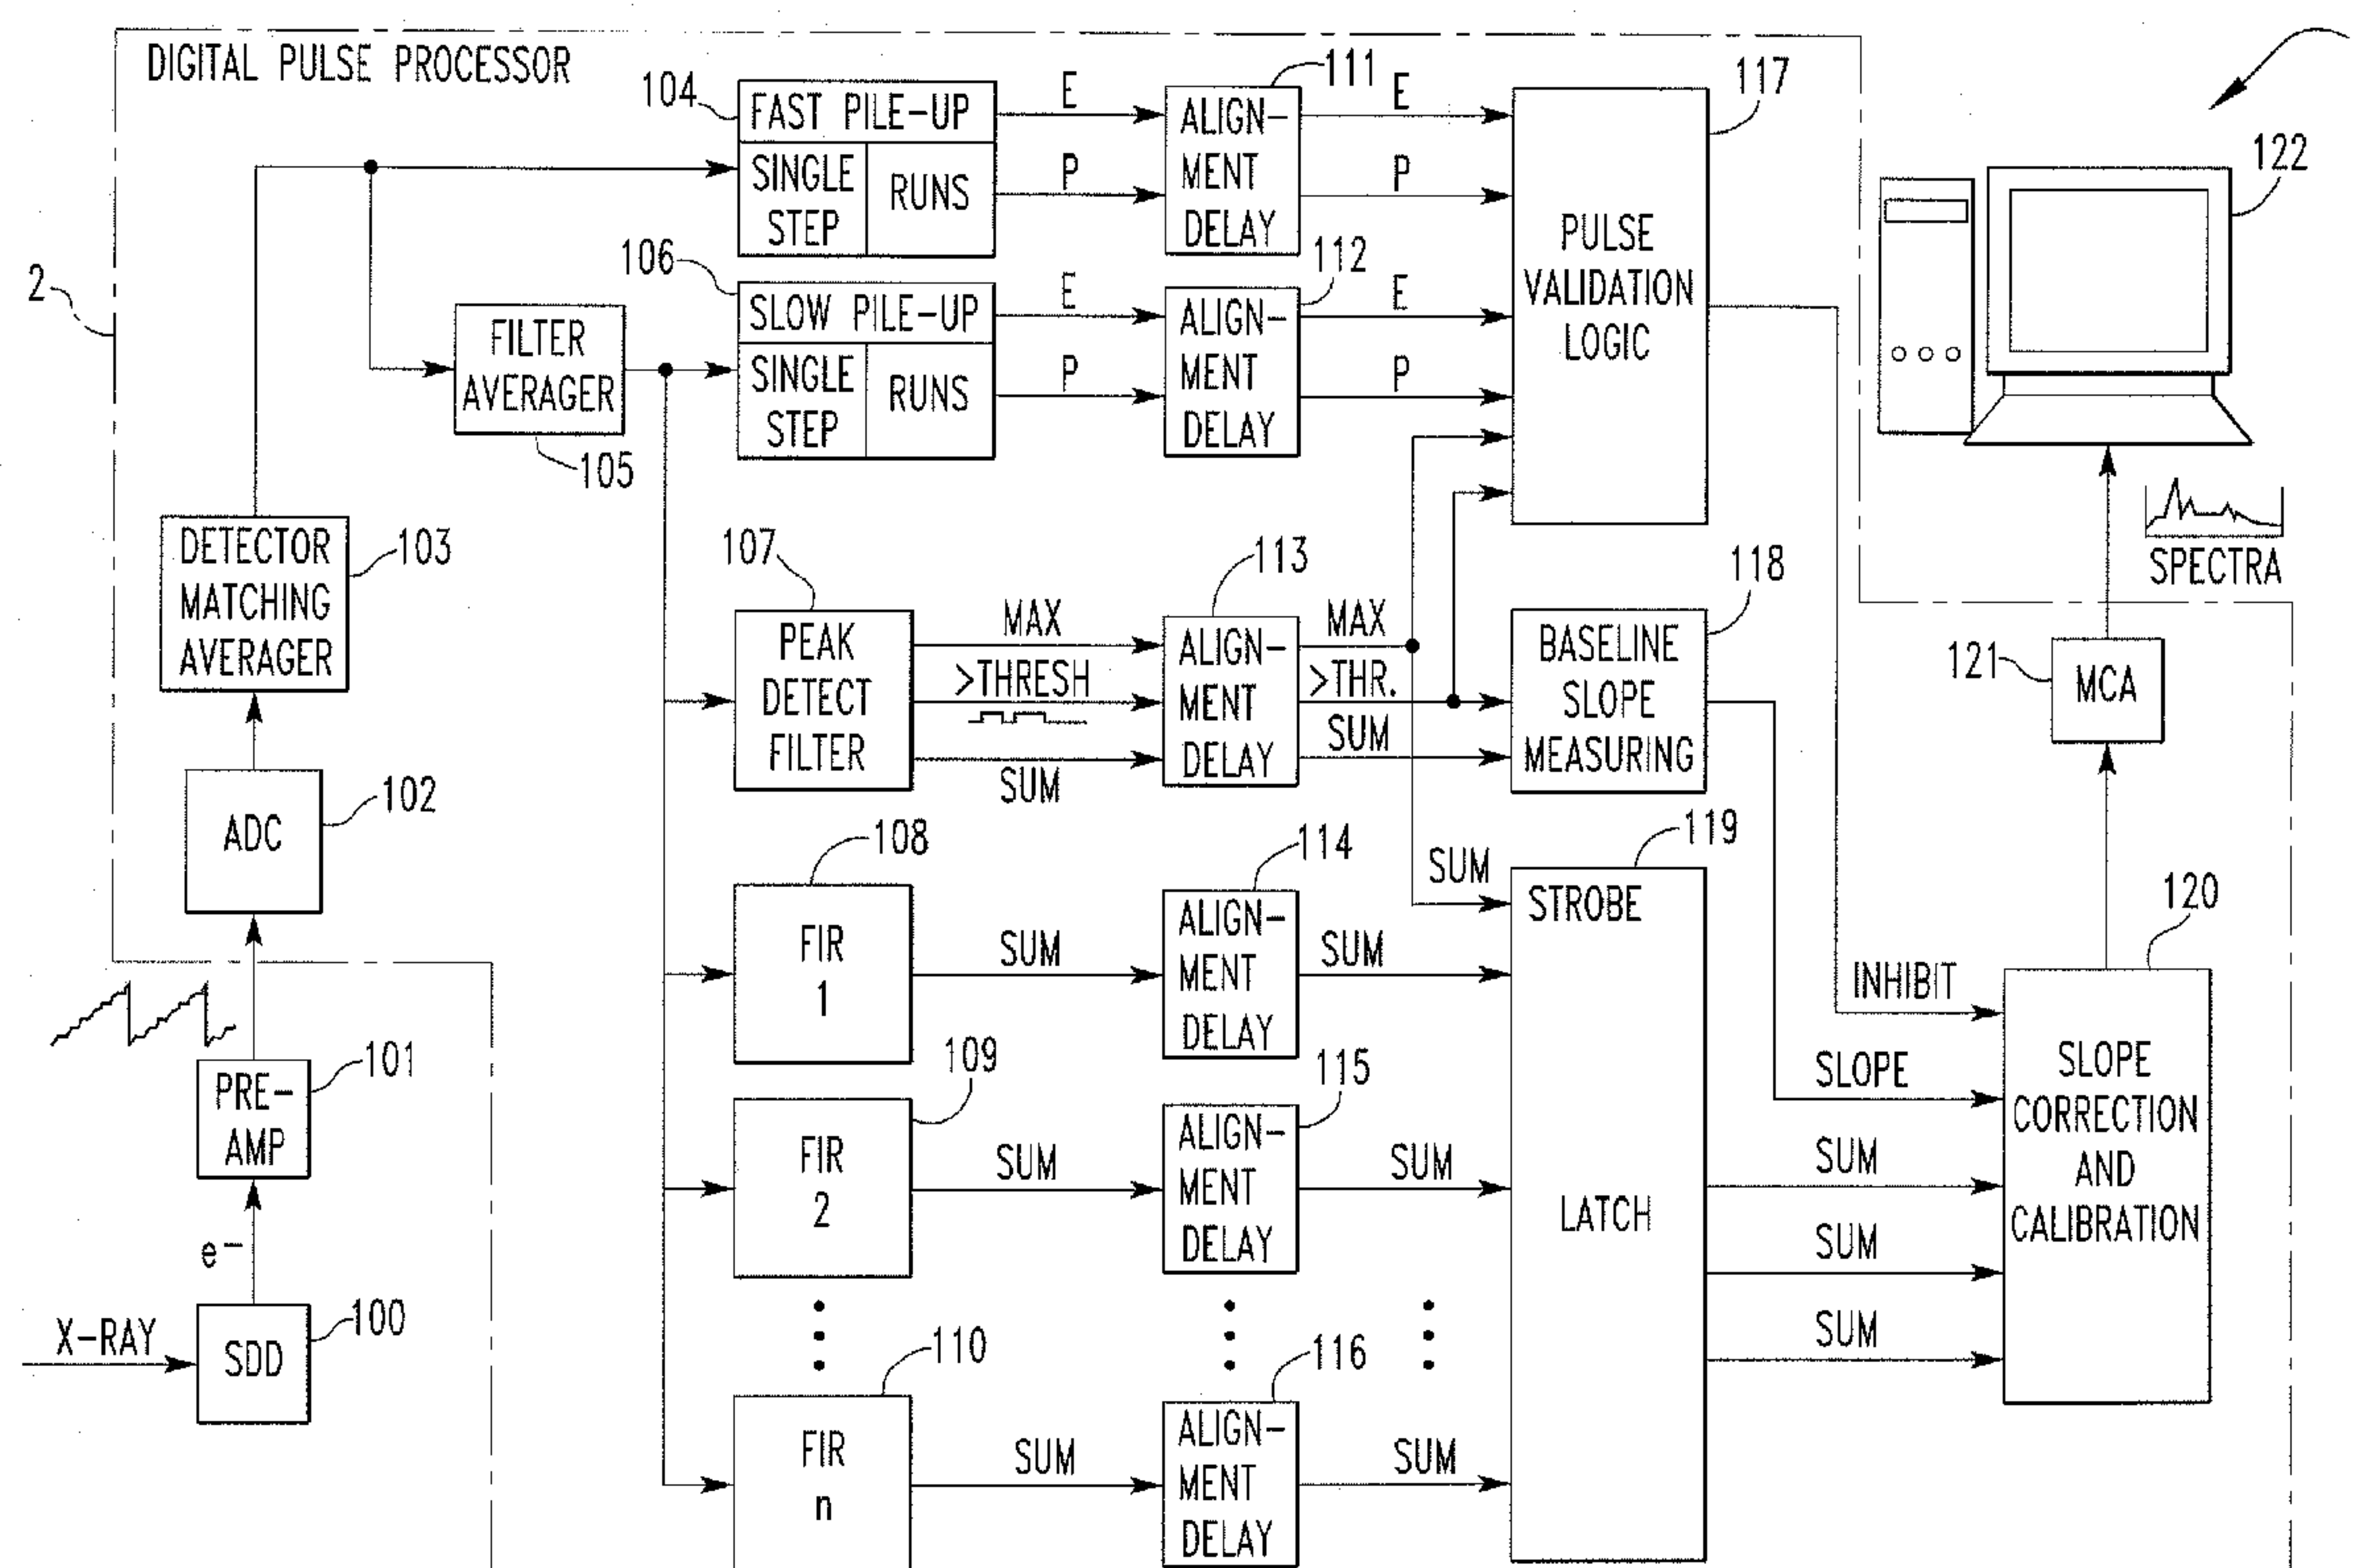 DIGITAL PULSE PROCESSOR
2
104
FAST PILE-UP
SINGLE
STEP
RUNS
E
P
111
ALIGN-
MENT
DELAY
E
P
117
PULSE
VALIDATION
LOGIC
122
106
SLOW PILE-UP
SINGLE
STEP
RUNS
E
P
112
ALIGN-
MENT
DELAY
E
P
FILTER
AVERAGER
105
DETECTOR
MATCHING
AVERAGER
103
107
PEAK
DETECT
FILTER
MAX
>THRESH
SUM
113
ALIGN-
MENT
DELAY
MAX
>THR.
SUM
118
BASELINE
SLOPE
MEASURING
SPECTRA
121
MCA
ADC
102
108
FIR
1
SUM
114
ALIGN-
MENT
DELAY
SUM
SUM
119
STROBE
LATCH
120
INHIBIT
SLOPE
SUM
SUM
SUM
SLOPE
CORRECTION
AND
CALIBRATION
PRE-
AMP
101
109
FIR
2
SUM
115
ALIGN-
MENT
DELAY
SUM
e-
X-RAY
SDD
100
110
FIR
n
SUM
116
ALIGN-
MENT
DELAY
SUM